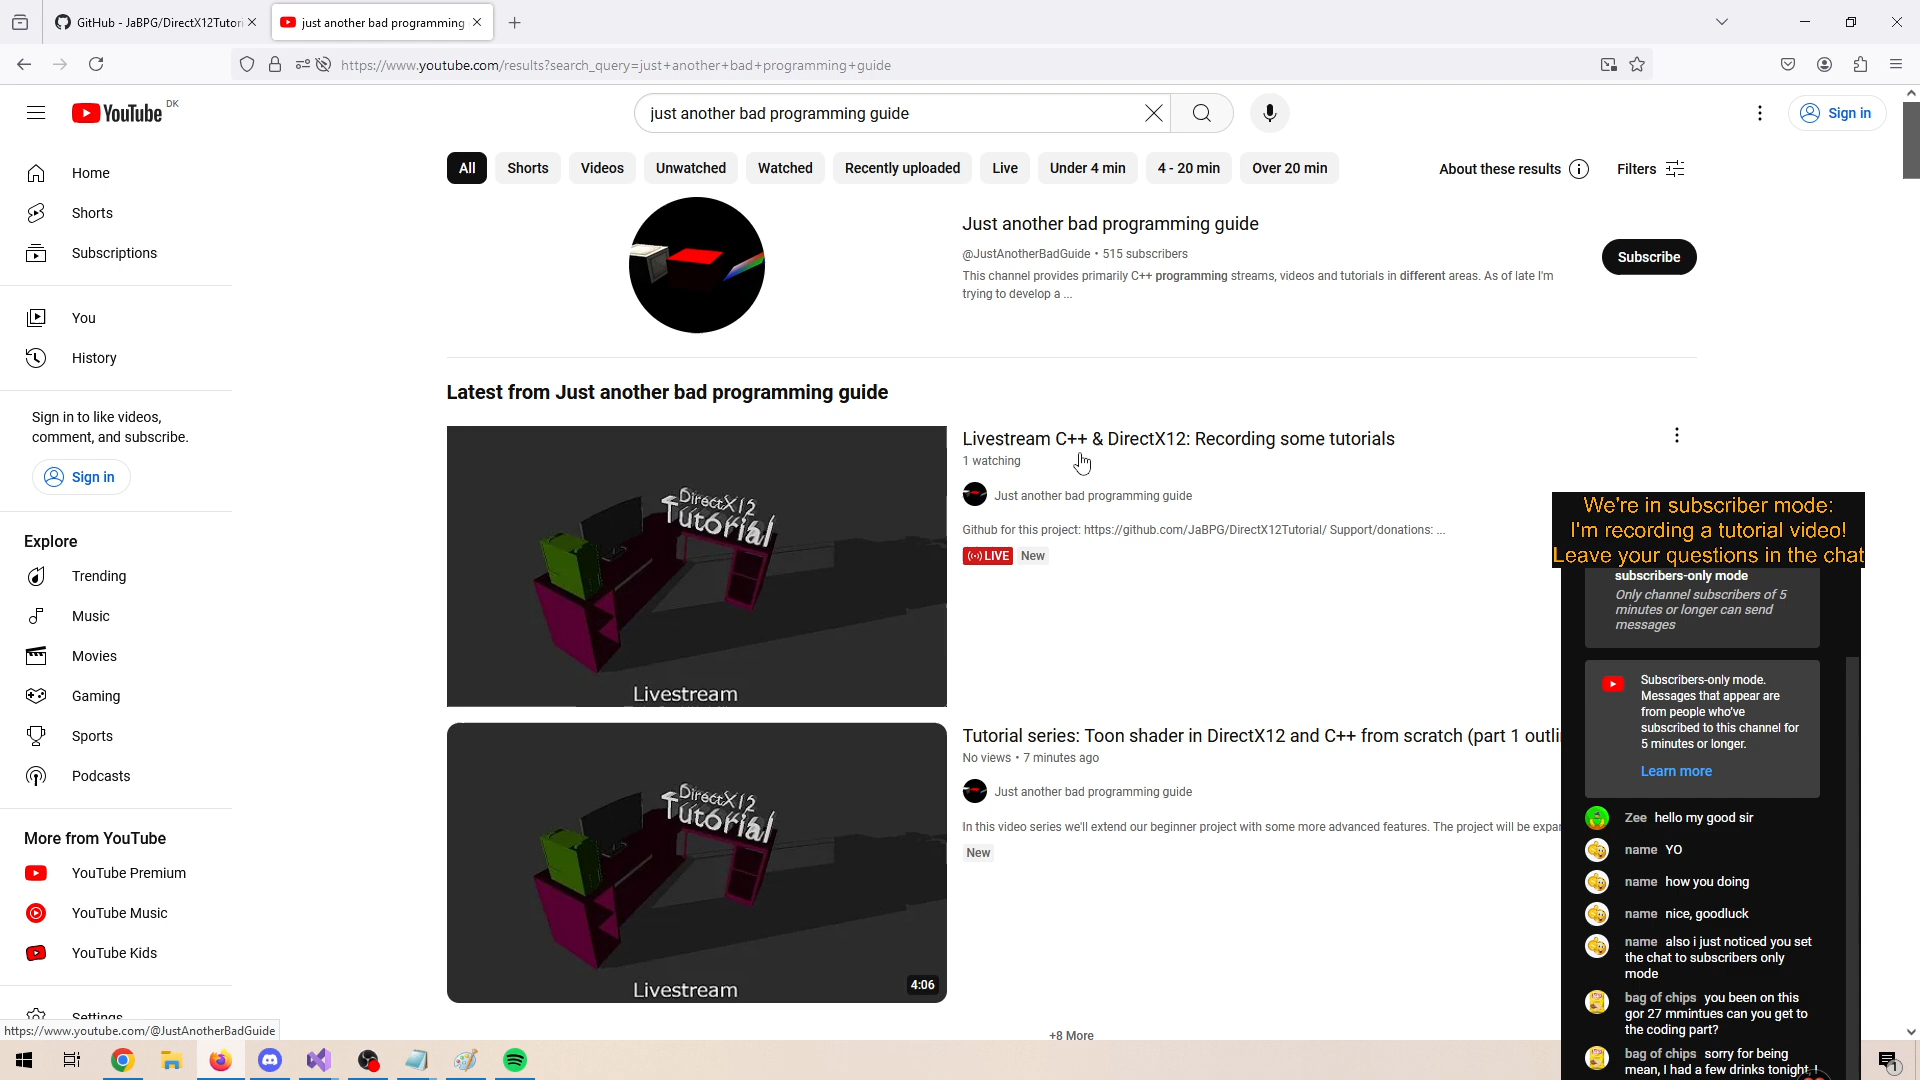 GitHub - JaBPG/DirectX12Tutori
just another bad programming
https://www.youtube.com/results?search_query=just+another+bad+programming+guide
YouTube DK
just another bad programming guide
Sign in
Home
Shorts
Subscriptions
You
History
Sign in to like videos,
comment, and subscribe.
Sign in
Explore
Trending
Music
Movies
Gaming
Sports
Podcasts
More from YouTube
YouTube Premium
YouTube Music
YouTube Kids
Settings
https://www.youtube.com/@JustAnotherBadGuide
All
Shorts
Videos
Unwatched
Watched
Recently uploaded
Live
Under 4 min
4 - 20 min
Over 20 min
About these results
Filters
Just another bad programming guide
@JustAnotherBadGuide • 515 subscribers
This channel provides primarily C++ programming streams, videos and tutorials in different areas. As of late I'm
trying to develop a ...
Subscribe
Latest from Just another bad programming guide
DirectX12
Tutorial
Livestream
Livestream C++ & DirectX12: Recording some tutorials
1 watching
Just another bad programming guide
Github for this project: https://github.com/JaBPG/DirectX12Tutorial/ Support/donations: ...
LIVE New
DirectX12
Tutorial
Livestream
4:06
Tutorial series: Toon shader in DirectX12 and C++ from scratch (part 1 outli
No views • 7 minutes ago
Just another bad programming guide
In this video series we'll extend our beginner project with some more advanced features. The project will be expa
New
+8 More
We're in subscriber mode:
I'm recording a tutorial video!
Leave your questions in the chat
subscribers-only mode
Only channel subscribers of 5
minutes or longer can send
messages
Subscribers-only mode.
Messages that appear are
from people who've
subscribed to this channel for
5 minutes or longer.
Learn more
Zee hello my good sir
name YO
name how you doing
name nice, goodluck
name also i just noticed you set
the chat to subscribers only
mode
bag of chips you been on this
gor 27 mmintues can you get to
the coding part?
bag of chips sorry for being
mean, I had a few drinks tonight, I
1